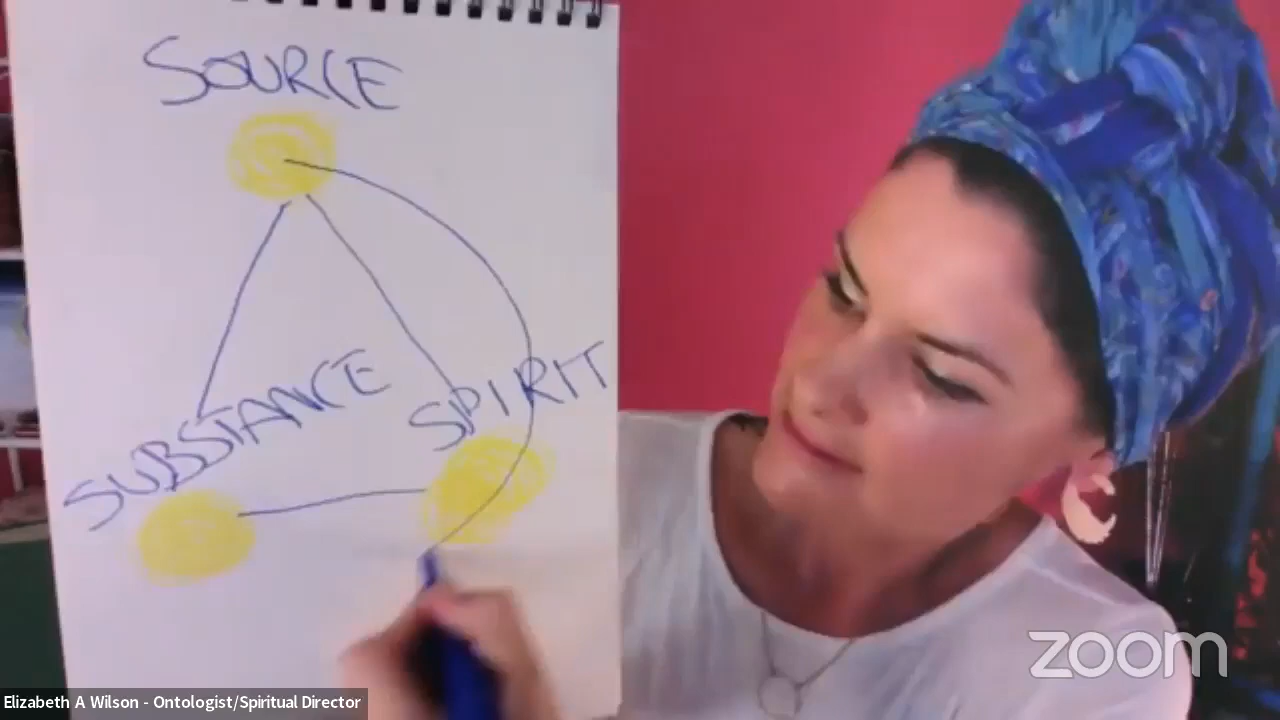 SOURCE
SUBSTANCE
SPIRIT
zoom
Elizabeth A Wilson - Ontologist/Spiritual Director